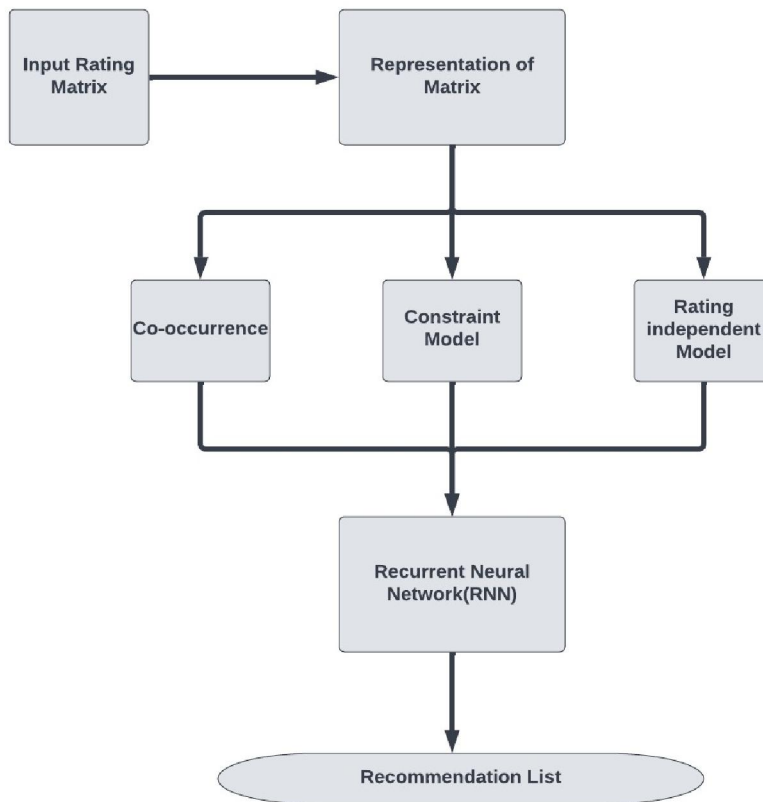 Input Rating
Matrix
Representation of
Matrix
Co-occurrence
Constraint
Model
Rating
independent
Model
Recurrent Neural
Network(RNN)
Recommendation List